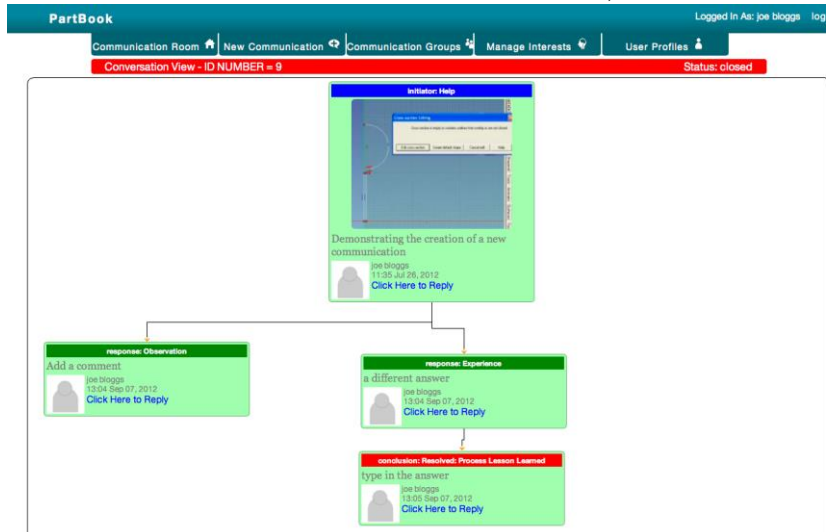 PartBook
Logged In As: joe bloggs log
Communication Room New Communication Communication Groups Manage Interests User Profiles
Conversation View - ID NUMBER = 9 Status: closed
initiator: Help
Demonstrating the creation of a new
communication
joe bloggs
11:35 Jul 26, 2012
Click Here to Reply
response: Observation
Add a comment
joe bloggs
13:04 Sep 07, 2012
Click Here to Reply
response: Experience
a different answer
joe bloggs
13:04 Sep 07, 2012
Click Here to Reply
conclusion: Resolved: Process Lesson Learned
type in the answer
joe bloggs
13:05 Sep 07, 2012
Click Here to Reply